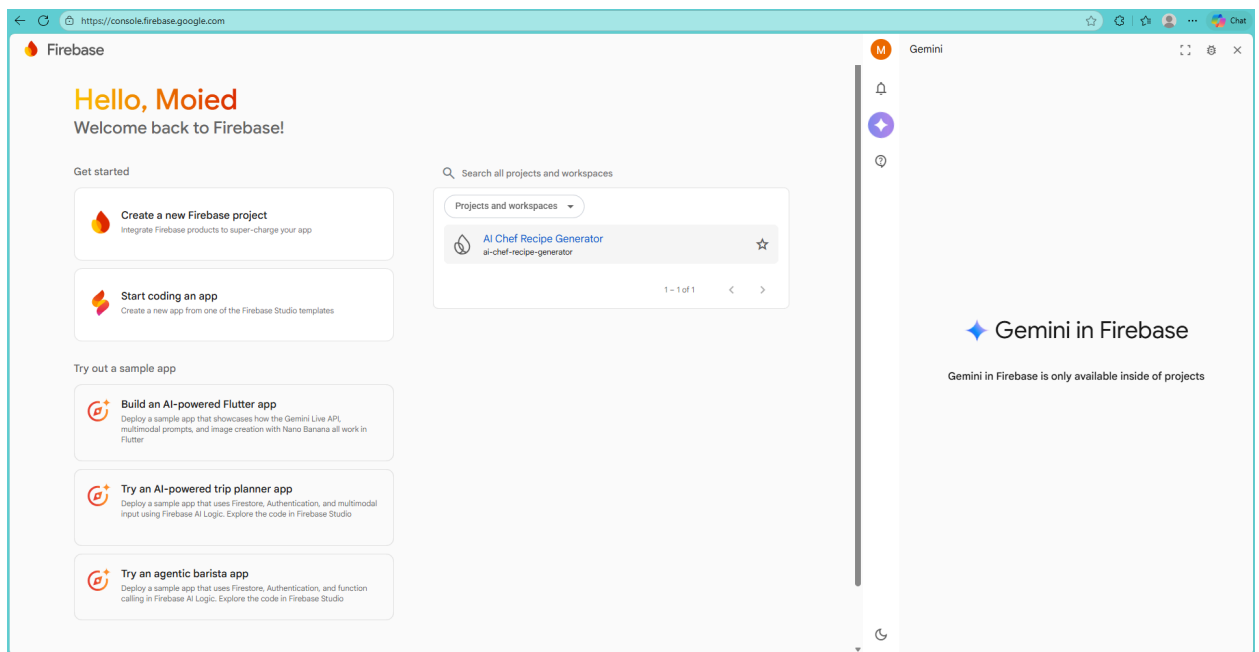 https://console.firebase.google.com
Chat
Firebase
Hello, Moied
Welcome back to Firebase!
Get started
Create a new Firebase project
Integrate Firebase products to super-charge your app
Start coding an app
Create a new app from one of the Firebase Studio templates
Try out a sample app
Build an AI-powered Flutter app
Deploy a sample app that showcases how the Gemini Live API,
multimodal prompts, and image creation with Nano Banana all work in
Flutter
Try an AI-powered trip planner app
Deploy a sample app that uses Firestore, Authentication, and multimodal
input using Firebase AI Logic. Explore the code in Firebase Studio
Try an agentic barista app
Deploy a sample app that uses Firestore, Authentication, and function
calling in Firebase AI Logic. Explore the code in Firebase Studio
Search all projects and workspaces
Projects and workspaces
AI Chef Recipe Generator
ai-chef-recipe-generator
1 – 1 of 1
M
Gemini
Gemini in Firebase
Gemini in Firebase is only available inside of projects